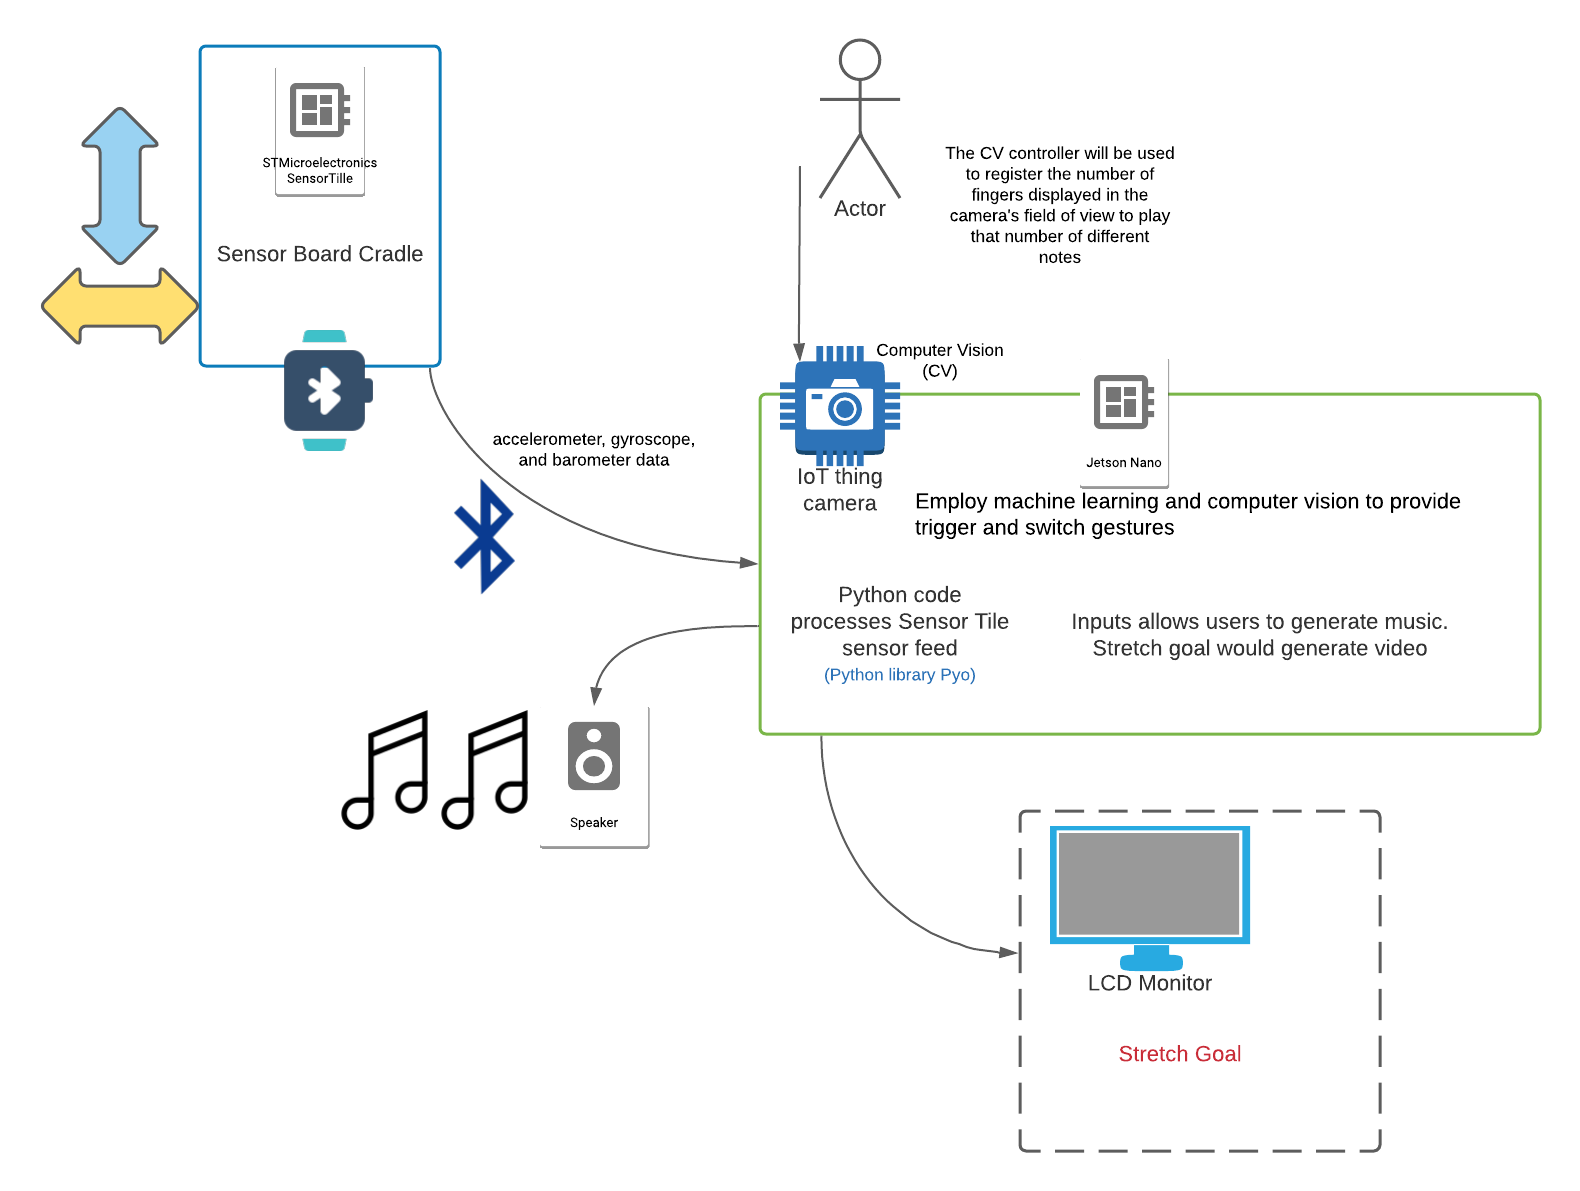 STMicroelectronics
SensorTille
Sensor Board Cradle
Actor
The CV controller will be used
to register the number of
fingers displayed in the
camera's field of view to play
that number of different
notes
Computer Vision
(CV)
accelerometer, gyroscope,
and barometer data
IoT thing
camera
Jetson Nano
Employ machine learning and computer vision to provide
trigger and switch gestures
Python code
processes Sensor Tile
sensor feed
(Python library Pyo)
Inputs allows users to generate music.
Stretch goal would generate video
Speaker
LCD Monitor
Stretch Goal